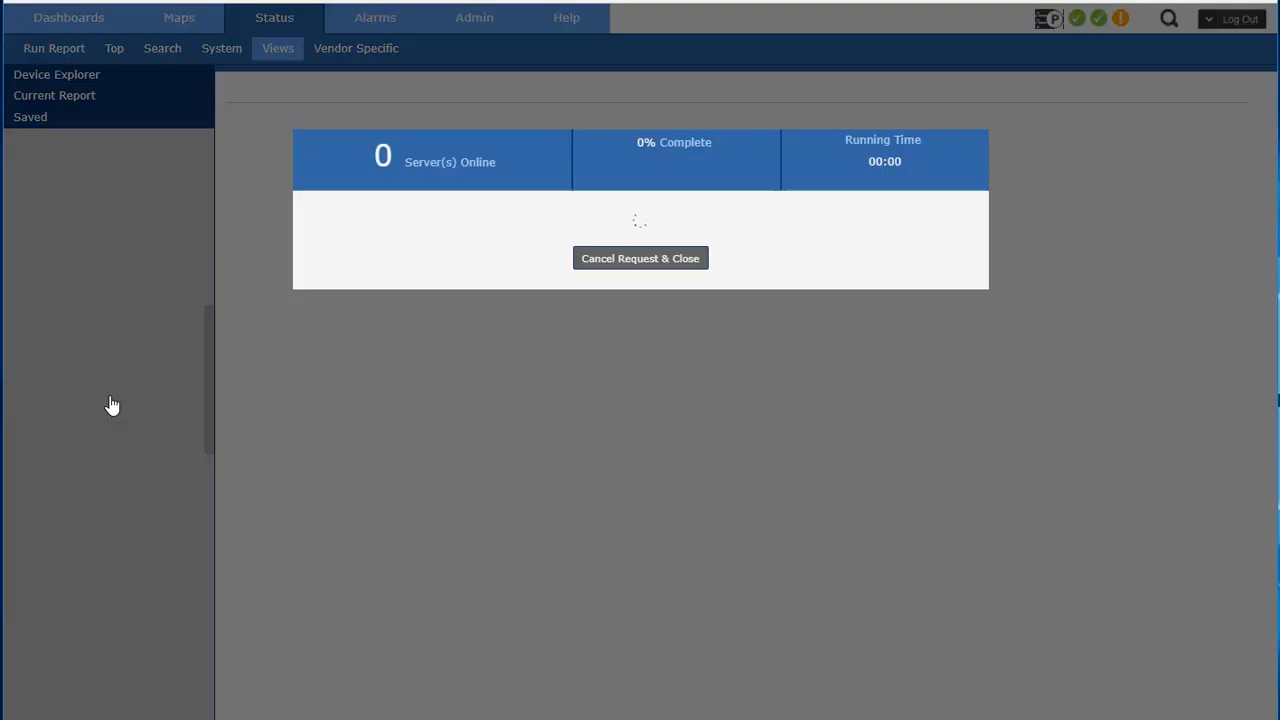 Dashboards Maps Status Alarms Admin Help P Log Out
Run Report Top Search System Views Vendor Specific
Device Explorer
Current Report
Saved
0 Server(s) Online
0% Complete
Running Time
00:00
Cancel Request & Close